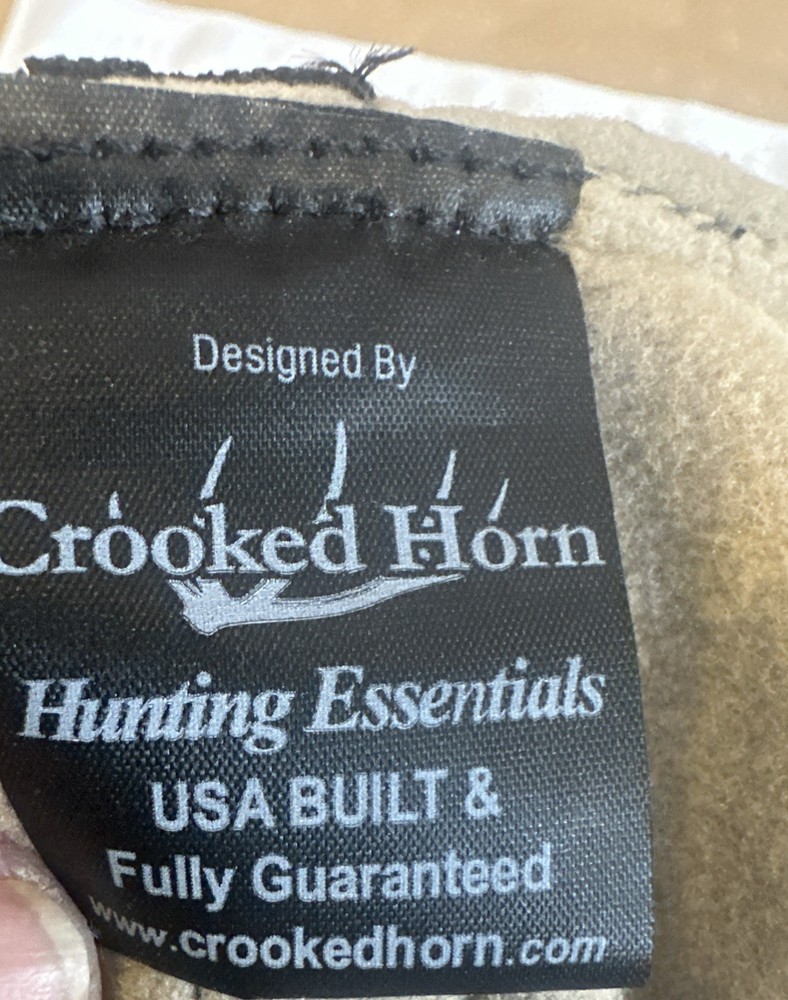 Designed By
Crooked Horn
Hunting Essentials
USA BUILT &
Fully Guaranteed
www.crookedhorn.com